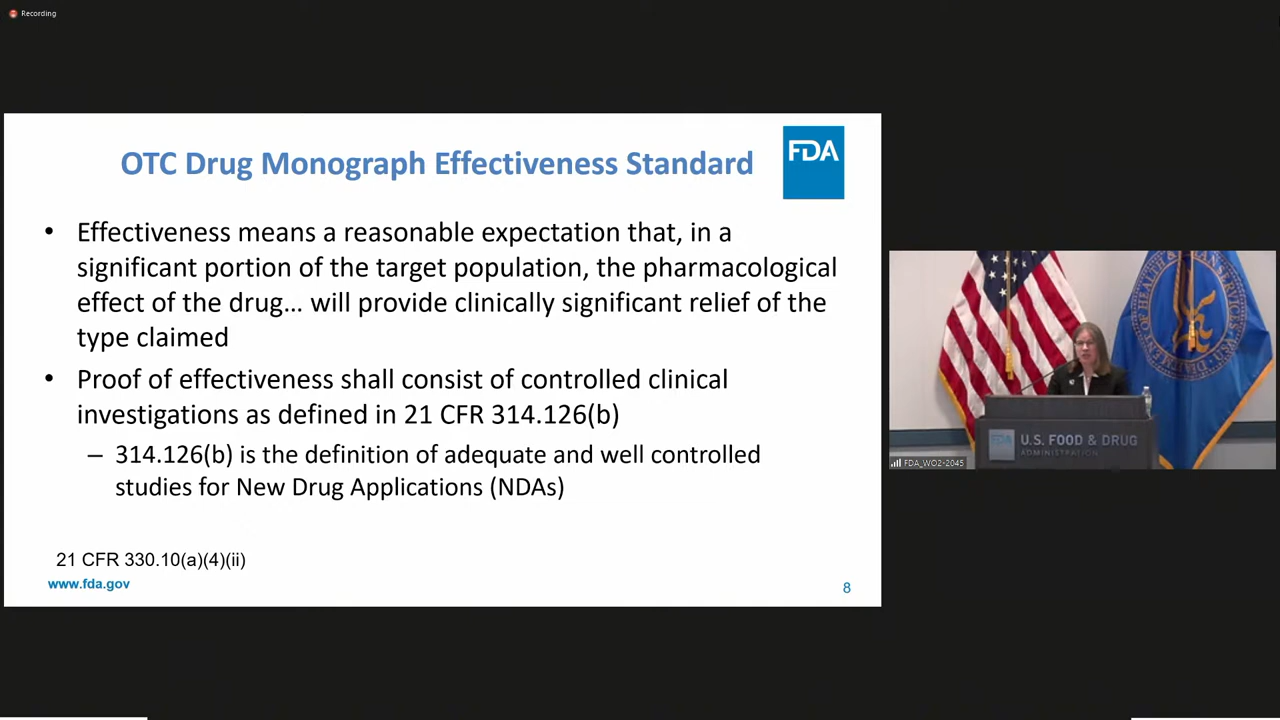 Recording
OTC Drug Monograph Effectiveness Standard
FDA
• Effectiveness means a reasonable expectation that, in a
significant portion of the target population, the pharmacological
effect of the drug… will provide clinically significant relief of the
type claimed
• Proof of effectiveness shall consist of controlled clinical
investigations as defined in 21 CFR 314.126(b)
– 314.126(b) is the definition of adequate and well controlled
studies for New Drug Applications (NDAs)
21 CFR 330.10(a)(4)(ii)
www.fda.gov
8
U.S. FOOD & DRUG
ADMINISTRATION
FDA_WO2-2045